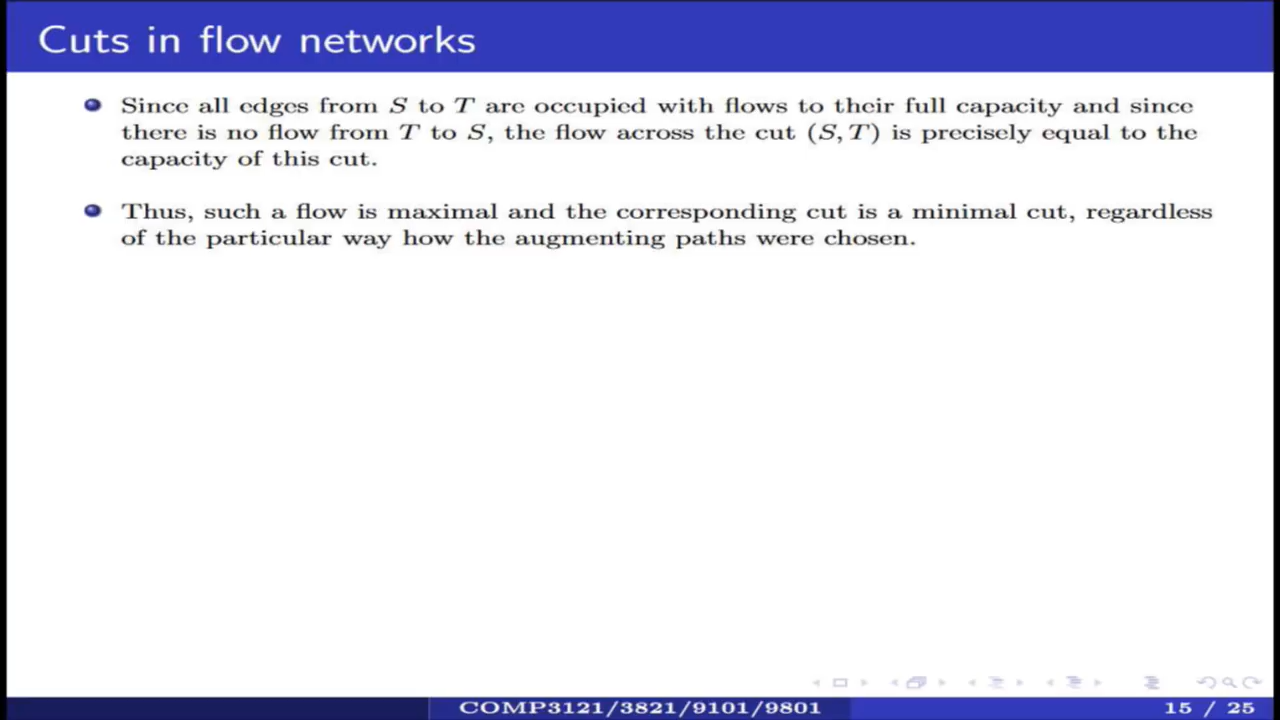 Cuts in flow networks
Since all edges from S to T are occupied with flows to their full capacity and since
there is no flow from T to S, the flow across the cut (S, T) is precisely equal to the
capacity of this cut.
Thus, such a flow is maximal and the corresponding cut is a minimal cut, regardless
of the particular way how the augmenting paths were chosen.
COMP3121/3821/9101/9801
15 / 25